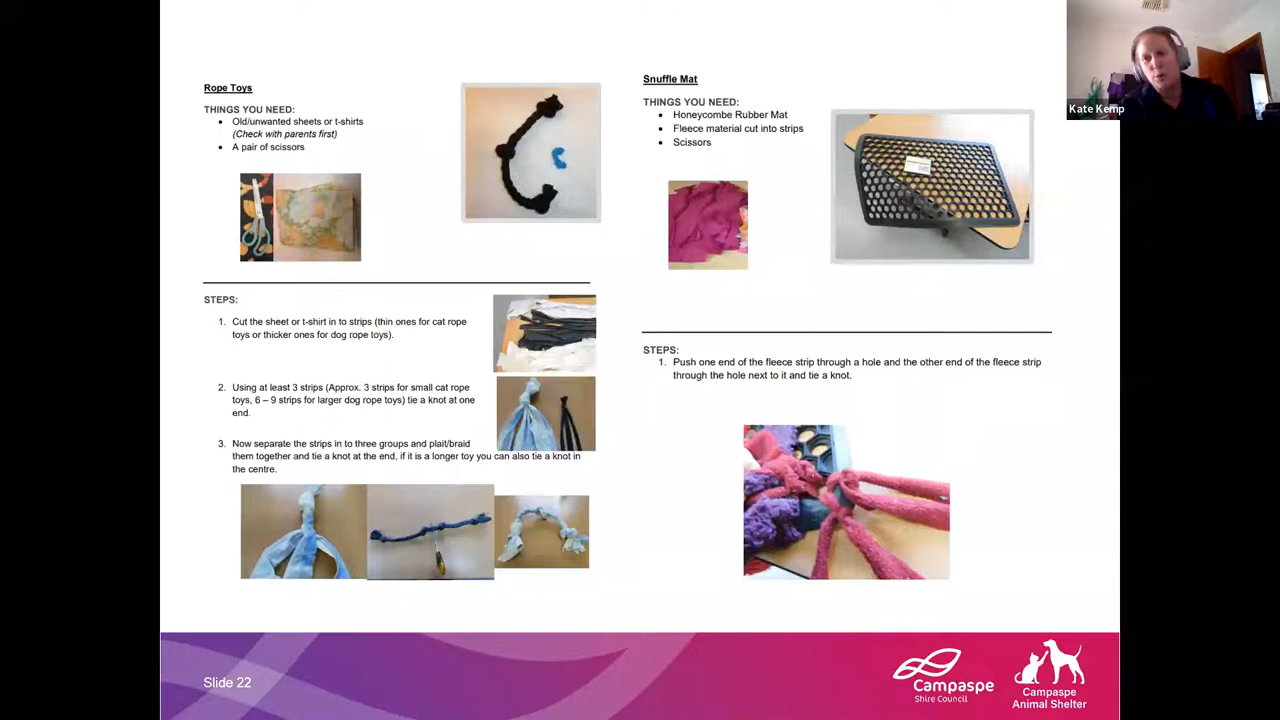 Rope Toys
THINGS YOU NEED:
• Old/unwanted sheets or t-shirts
(Check with parents first)
• A pair of scissors
STEPS:
1. Cut the sheet or t-shirt in to strips (thin ones for cat rope
toys or thicker ones for dog rope toys).
2. Using at least 3 strips (Approx. 3 strips for small cat rope
toys, 6 – 9 strips for larger dog rope toys) tie a knot at one
end.
3. Now separate the strips in to three groups and plait/braid
them together and tie a knot at the end, if it is a longer toy you can also tie a knot in
the centre.
Snuffle Mat
THINGS YOU NEED:
• Honeycombe Rubber Mat
• Fleece material cut into strips
• Scissors
STEPS:
1. Push one end of the fleece strip through a hole and the other end of the fleece strip
through the hole next to it and tie a knot.
Kate Kemp
Slide 22
Campaspe
Shire Council
Campaspe
Animal Shelter